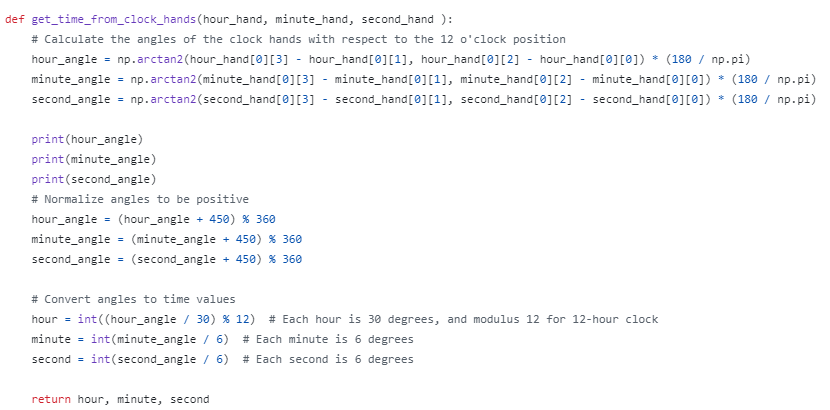 def get_time_from_clock_hands(hour_hand, minute_hand, second_hand ):
# Calculate the angles of the clock hands with respect to the 12 o'clock position
hour_angle = np.arctan2(hour_hand[0][3] - hour_hand[0][1], hour_hand[0][2] - hour_hand[0][0]) * (180 / np.pi)
minute_angle = np.arctan2(minute_hand[0][3] - minute_hand[0][1], minute_hand[0][2] - minute_hand[0][0]) * (180 / np.pi)
second_angle = np.arctan2(second_hand[0][3] - second_hand[0][1], second_hand[0][2] - second_hand[0][0]) * (180 / np.pi)
print(hour_angle)
print(minute_angle)
print(second_angle)
# Normalize angles to be positive
hour_angle = (hour_angle + 450) % 360
minute_angle = (minute_angle + 450) % 360
second_angle = (second_angle + 450) % 360
# Convert angles to time values
hour = int((hour_angle / 30) % 12)  # Each hour is 30 degrees, and modulus 12 for 12-hour clock
minute = int(minute_angle / 6)  # Each minute is 6 degrees
second = int(second_angle / 6)  # Each second is 6 degrees
return hour, minute, second